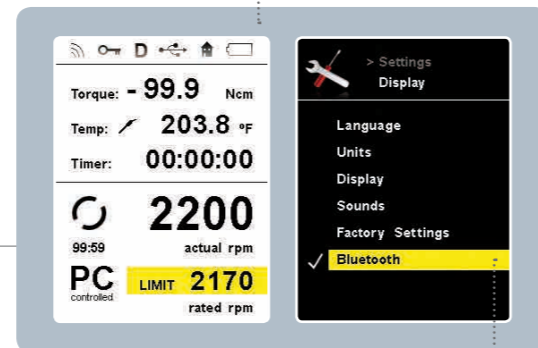 D
Torque: - 99.9 Ncm
Temp: 203.8 °F
Timer: 00:00:00
2200
99:59 actual rpm
PC LIMIT 2170
controlled rated rpm
> Settings
Display
Language
Units
Display
Sounds
Factory Settings
Bluetooth